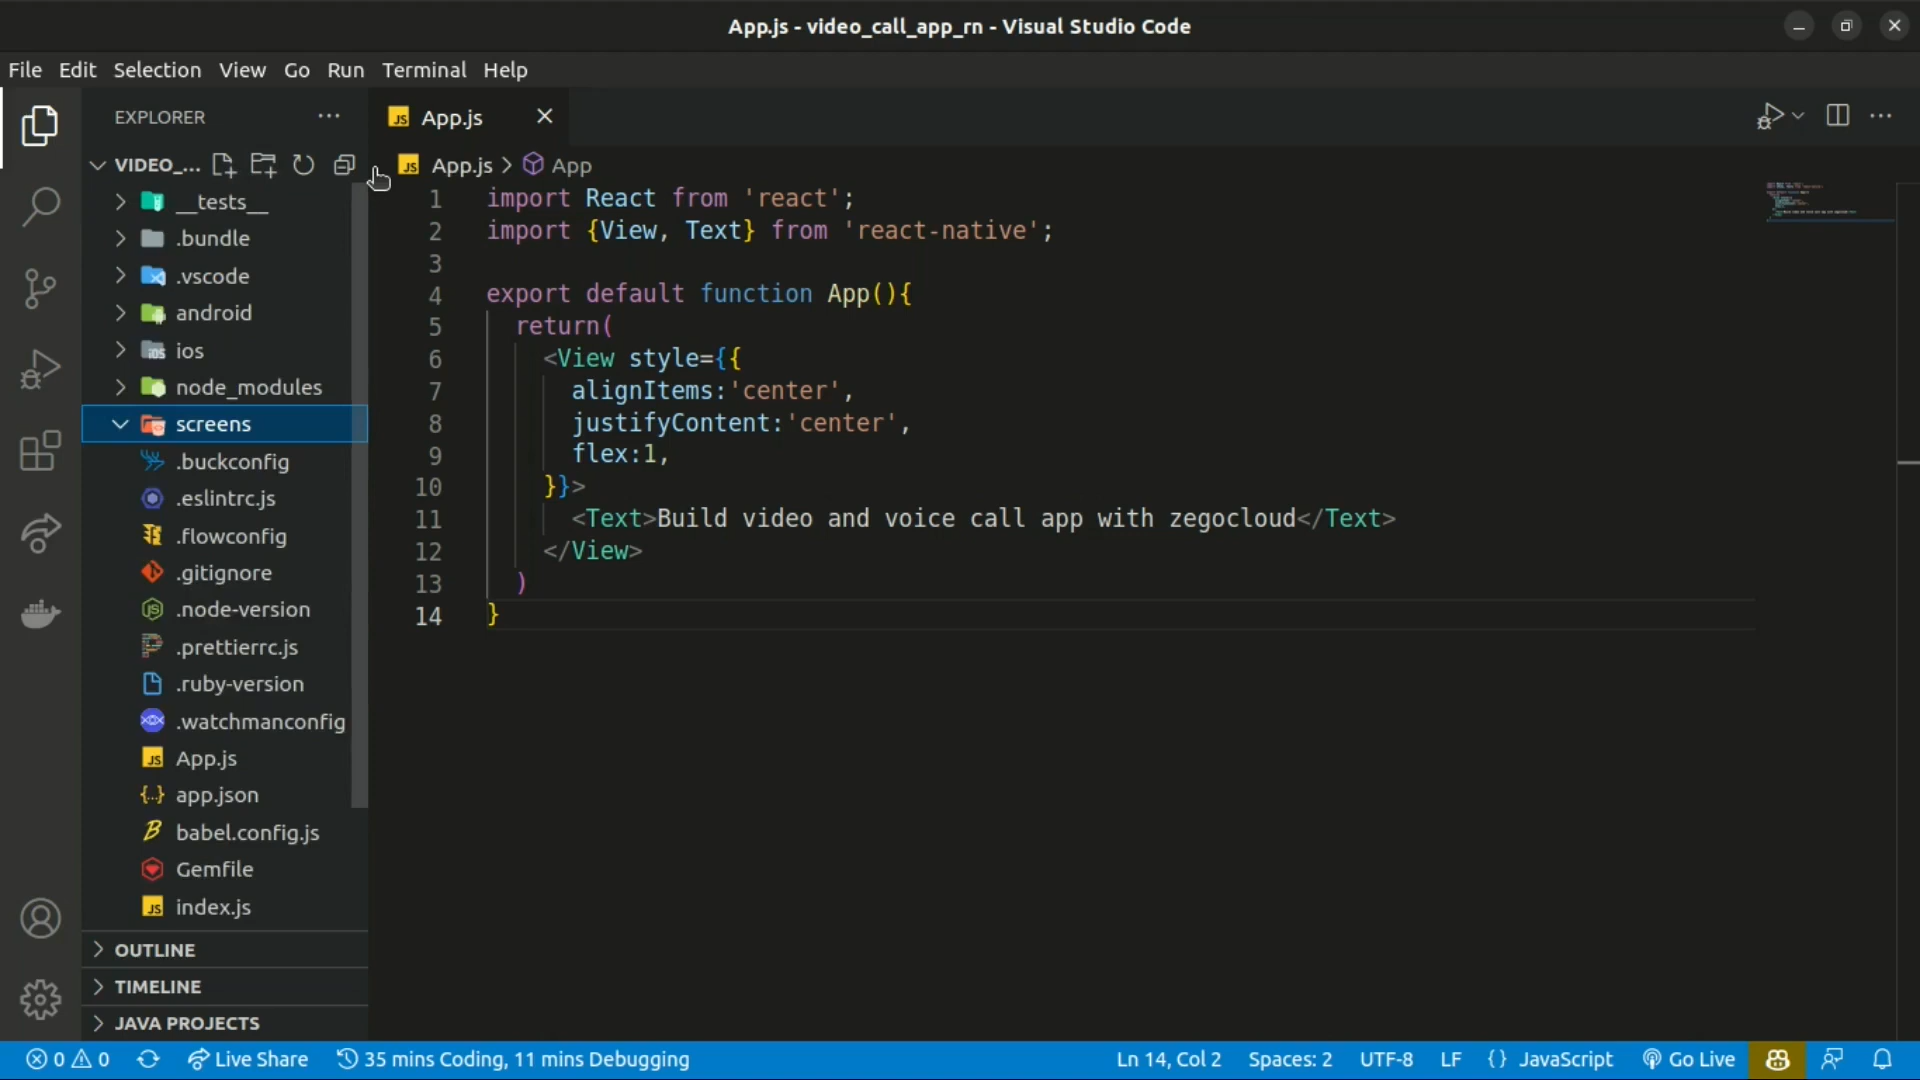 App.js - video_call_app_rn - Visual Studio Code
File Edit Selection View Go Run Terminal Help
EXPLORER
App.js
VIDEO_...
App.js > App
__tests__
.bundle
.vscode
android
ios
node_modules
screens
.buckconfig
.eslintrc.js
.flowconfig
.gitignore
.node-version
.prettierrc.js
.ruby-version
.watchmanconfig
App.js
app.json
babel.config.js
Gemfile
index.js
OUTLINE
TIMELINE
JAVA PROJECTS
1 import React from 'react';
2 import {View, Text} from 'react-native';
3
4 export default function App(){
5 return(
6 <View style={{
7 alignItems:'center',
8 justifyContent:'center',
9 flex:1,
10 }}>
11 <Text>Build video and voice call app with zegocloud</Text>
12 </View>
13 )
14 }
0 0 Live Share 35 mins Coding, 11 mins Debugging Ln 14, Col 2 Spaces: 2 UTF-8 LF {} JavaScript Go Live